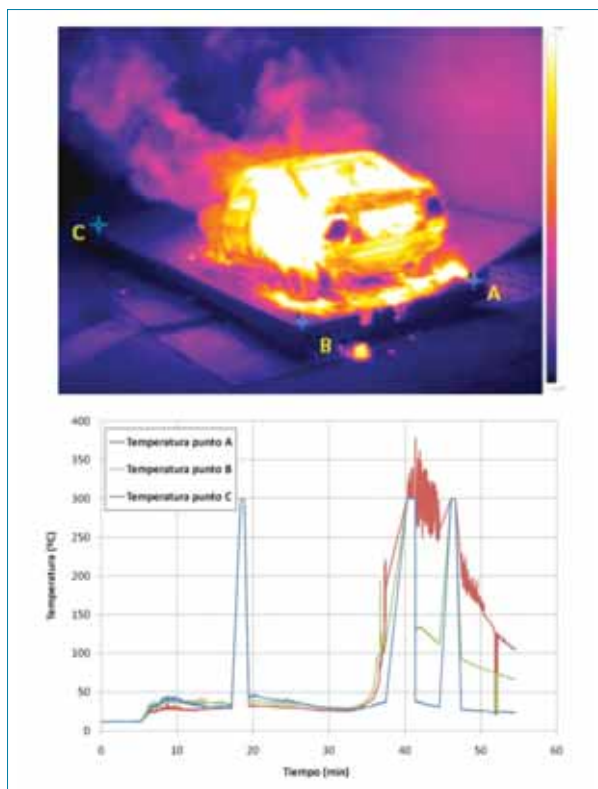 C
A
B
400
350
300
250
200
150
100
50
0
Temperatura punto A
Temperatura punto B
Temperatura punto C
Temperatura (ºC)
0 10 20 30 40 50 60
Tiempo (min)